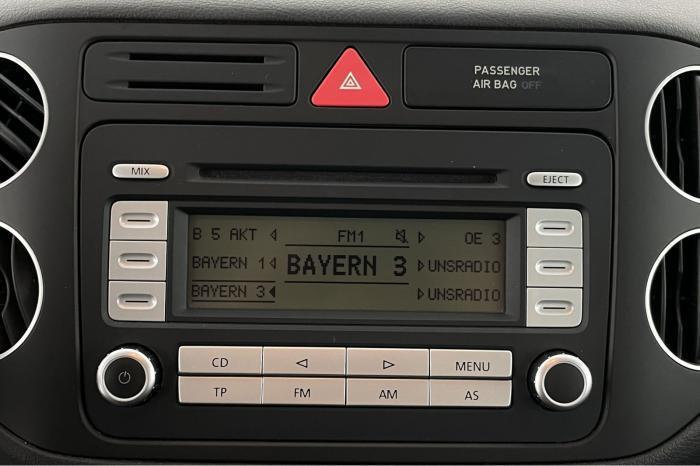 PASSENGER
AIR BAG OFF
MIX
EJECT
B 5 AKT
FM1
OE 3
BAYERN 1
BAYERN 3
UNSRADIO
BAYERN 3
UNSRADIO
CD
MENU
TP
FM
AM
AS